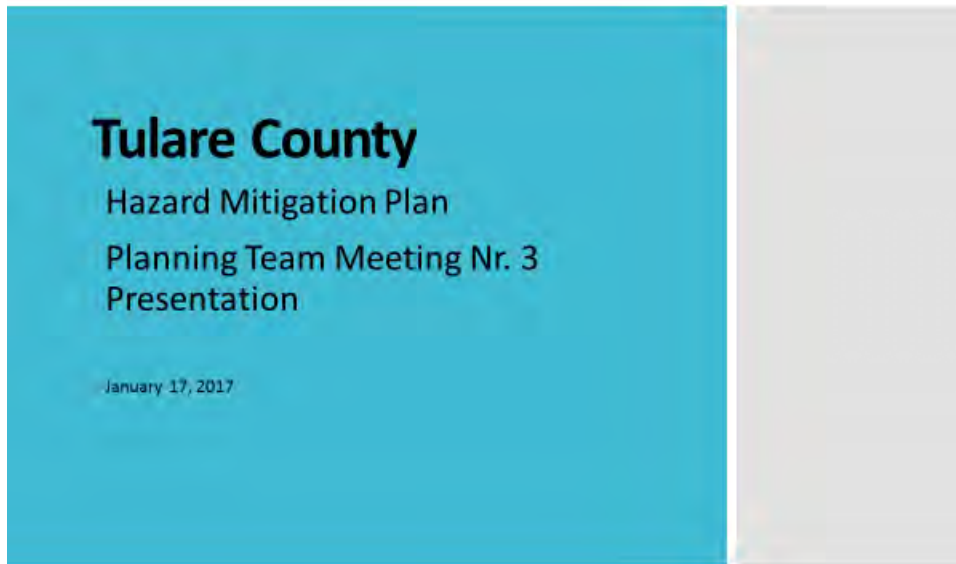 Tulare County
Hazard Mitigation Plan
Planning Team Meeting Nr. 3
Presentation
January 17, 2017